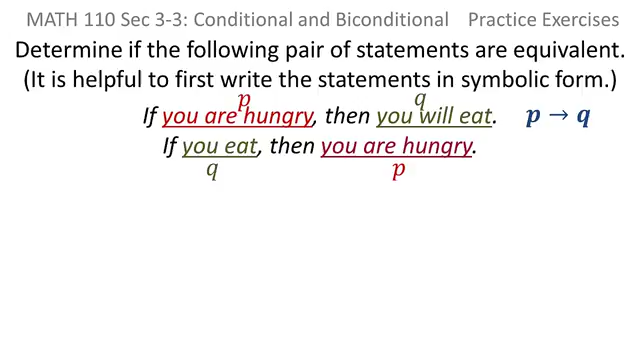 MATH 110 Sec 3-3: Conditional and Biconditional Practice Exercises
Determine if the following pair of statements are equivalent.
(It is helpful to first write the statements in symbolic form.)
p q
If you are hungry, then you will eat. p → q
If you eat, then you are hungry.
q p